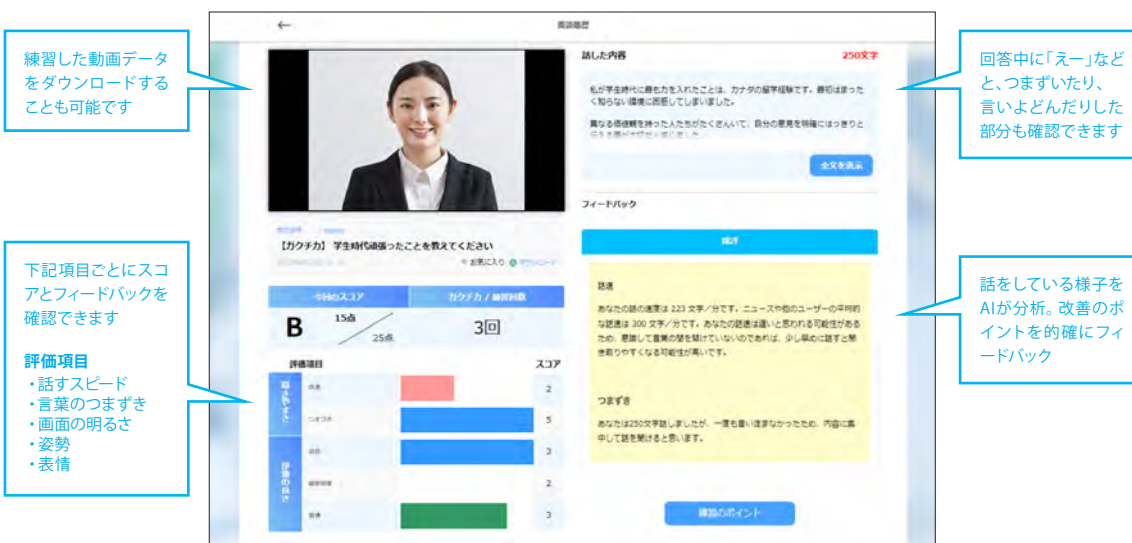 練習した動画データ
をダウンロードする
ことも可能です
下記項目ごとにスコ
アとフィードバックを
確認できます
評価項目
・話すスピード
・言葉のつまずき
・画面の明るさ
・姿勢
・表情
←
面談履歴
【ガクチカ】 学生時代頑張ったことを教えてください
お気に入り
ダウンロード
今回のスコア
ガクチカ / 練習回数
B
15点
25点
3回
評価項目
スコア
聞きやすさ
話速
2
つまずき
5
印象の良さ
3
2
3
話した内容
250文字
私が学生時代に最も力を入れたことは、カナダの留学経験です。最初はまった
く知らない環境に困惑してしまいました。
異なる価値観を持った人たちがたくさんいて、自分の意見を明確にはっきりと
全文を表示
フィードバック
講評
話速
あなたの話の速度は 223 文字／分です。ニュースや他のユーザーの平均的
な話速は 300 文字／分です。あなたの話速は遅いと思われる可能性がある
ため、意識して言葉の間を開けていないのであれば、少し早めに話すと聞
き取りやすくなる可能性が高いです。
つまずき
あなたは250文字話しましたが、一度も言い淀まなかったため、内容に集
中して話を聞けると思います。
練習のポイント
回答中に「えー」など
と、つまずいたり、
言いよどんだりした
部分も確認できます
話をしている様子を
AIが分析。改善のポ
イントを的確にフィ
ードバック